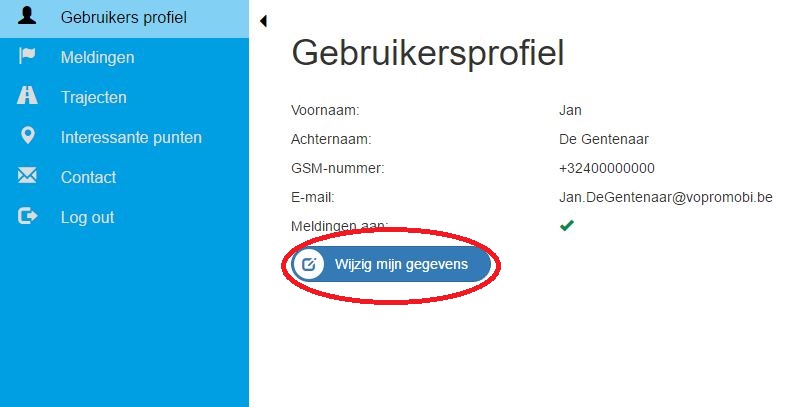 Gebruikers profiel
Meldingen
Trajecten
Interessante punten
Contact
Log out
Gebruikersprofiel
Voornaam: Jan
Achternaam: De Gentenaar
GSM-nummer: +32400000000
E-mail: Jan.DeGentenaar@vopromobi.be
Meldingen aan:
Wijzig mijn gegevens